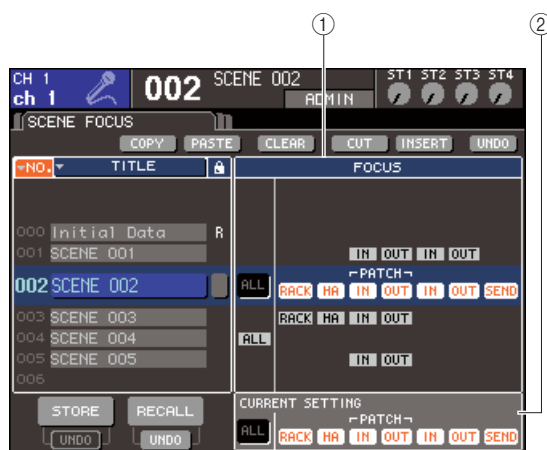 ① ②
CH 1 002 SCENE 002 ST1 ST2 ST3 ST4
ch 1 ADMIN
SCENE FOCUS
COPY PASTE CLEAR CUT INSERT UNDO
NO. TITLE FOCUS
000 Initial Data R
001 SCENE 001 IN OUT IN OUT
PATCH
002 SCENE 002 ALL RACK HA IN OUT IN OUT SEND
003 SCENE 003 RACK HA IN OUT
004 SCENE 004 ALL
005 SCENE 005 IN OUT
006
STORE RECALL CURRENT SETTING
PATCH
UNDO UNDO ALL RACK HA IN OUT IN OUT SEND